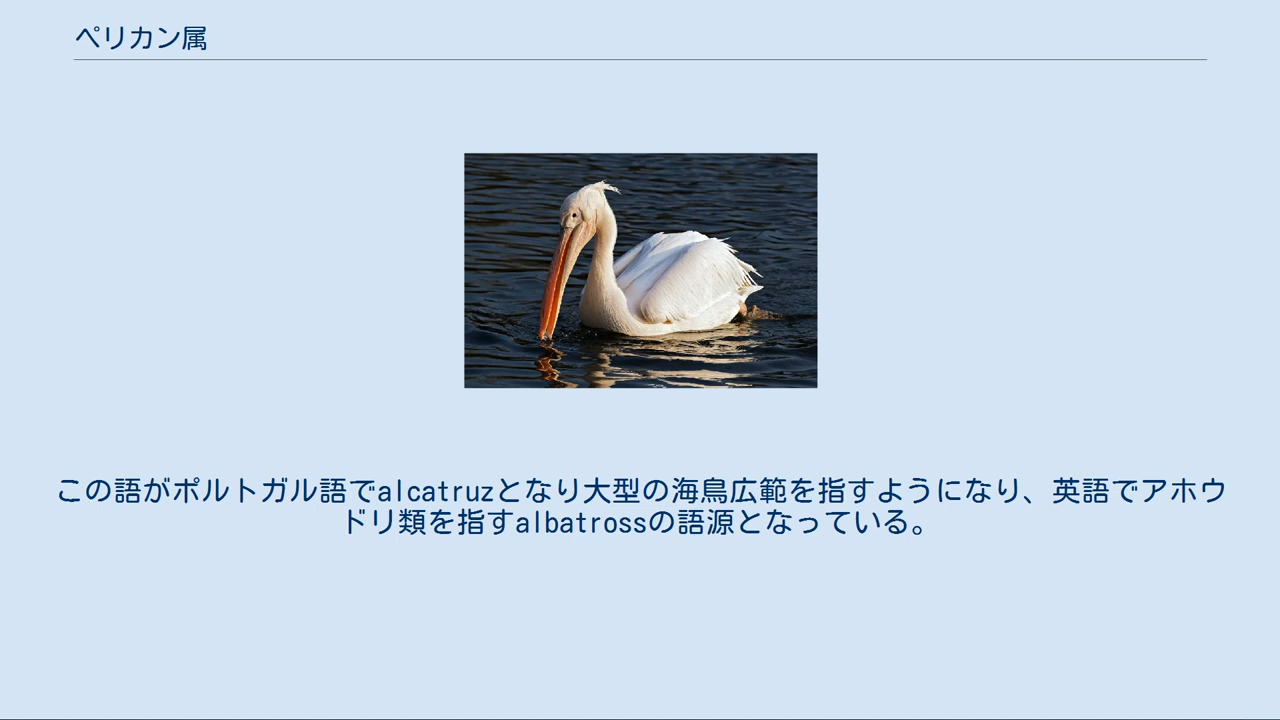 ペリカン属
この語がポルトガル語でalcatruzとなり大型の海鳥広範を指すようになり、英語でアホウ
ドリ類を指すalbatrossの語源となっている。